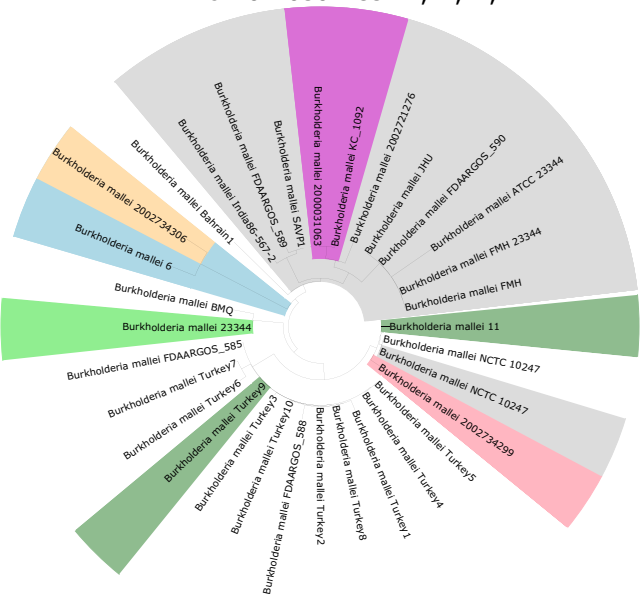 Burkholderia mallei 2000031063
Burkholderia mallei KC_1092
Burkholderia mallei 2002721276
Burkholderia mallei JHU
Burkholderia mallei FDAARGOS_590
Burkholderia mallei ATCC 23344
Burkholderia mallei FMH 23344
Burkholderia mallei FMH
Burkholderia mallei 11
Burkholderia mallei NCTC 10247
Burkholderia mallei NCTC 10247
Burkholderia mallei 2002734299
Burkholderia mallei Turkey5
Burkholderia mallei Turkey4
Burkholderia mallei Turkey1
Burkholderia mallei Turkey8
Burkholderia mallei Turkey2
Burkholderia mallei FDAARGOS_588
Burkholderia mallei Turkey10
Burkholderia mallei Turkey3
Burkholderia mallei Turkey9
Burkholderia mallei Turkey6
Burkholderia mallei Turkey7
Burkholderia mallei FDAARGOS_585
Burkholderia mallei 23344
Burkholderia mallei BMQ
Burkholderia mallei 6
Burkholderia mallei 2002734306
Burkholderia mallei Bahrain1
Burkholderia mallei India86-567-2
Burkholderia mallei FDAARGOS_589
Burkholderia mallei SAVP1